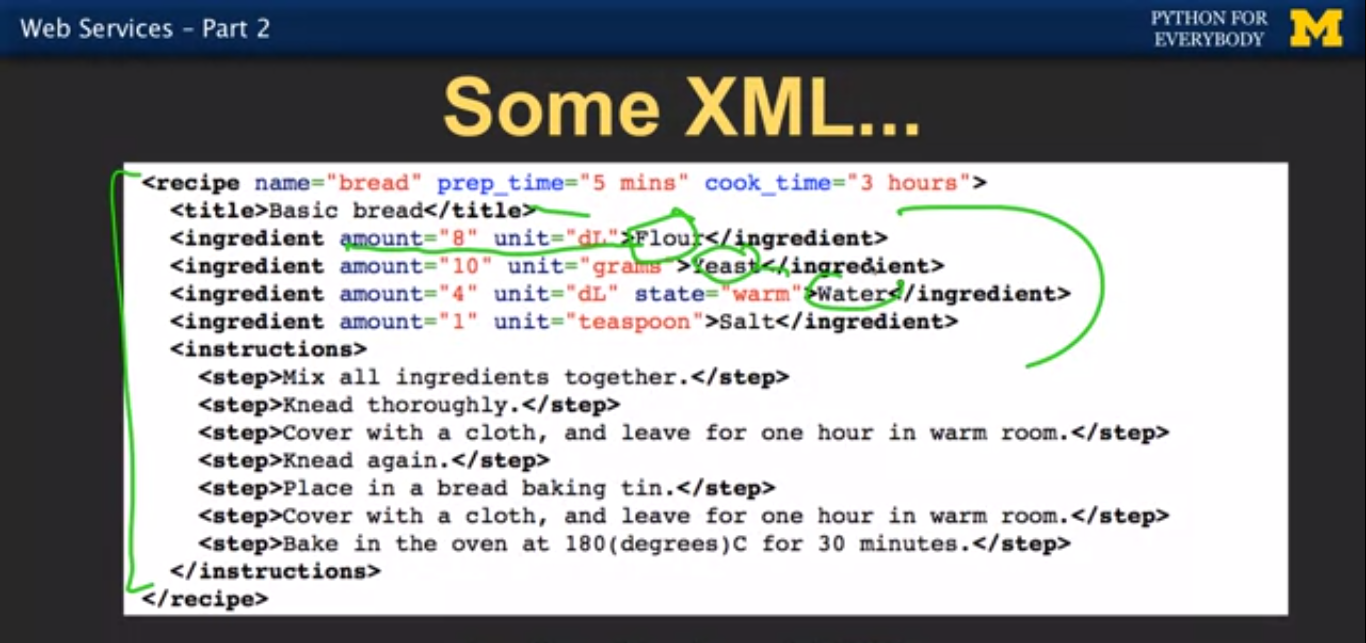 Web Services – Part 2
PYTHON FOR
EVERYBODY
M
Some XML...
<recipe name="bread" prep_time="5 mins" cook_time="3 hours">
<title>Basic bread</title>
<ingredient amount="8" unit="dL">Flour</ingredient>
<ingredient amount="10" unit="grams">Yeast</ingredient>
<ingredient amount="4" unit="dL" state="warm">Water</ingredient>
<ingredient amount="1" unit="teaspoon">Salt</ingredient>
<instructions>
<step>Mix all ingredients together.</step>
<step>Knead thoroughly.</step>
<step>Cover with a cloth, and leave for one hour in warm room.</step>
<step>Knead again.</step>
<step>Place in a bread baking tin.</step>
<step>Cover with a cloth, and leave for one hour in warm room.</step>
<step>Bake in the oven at 180(degrees)C for 30 minutes.</step>
</instructions>
</recipe>